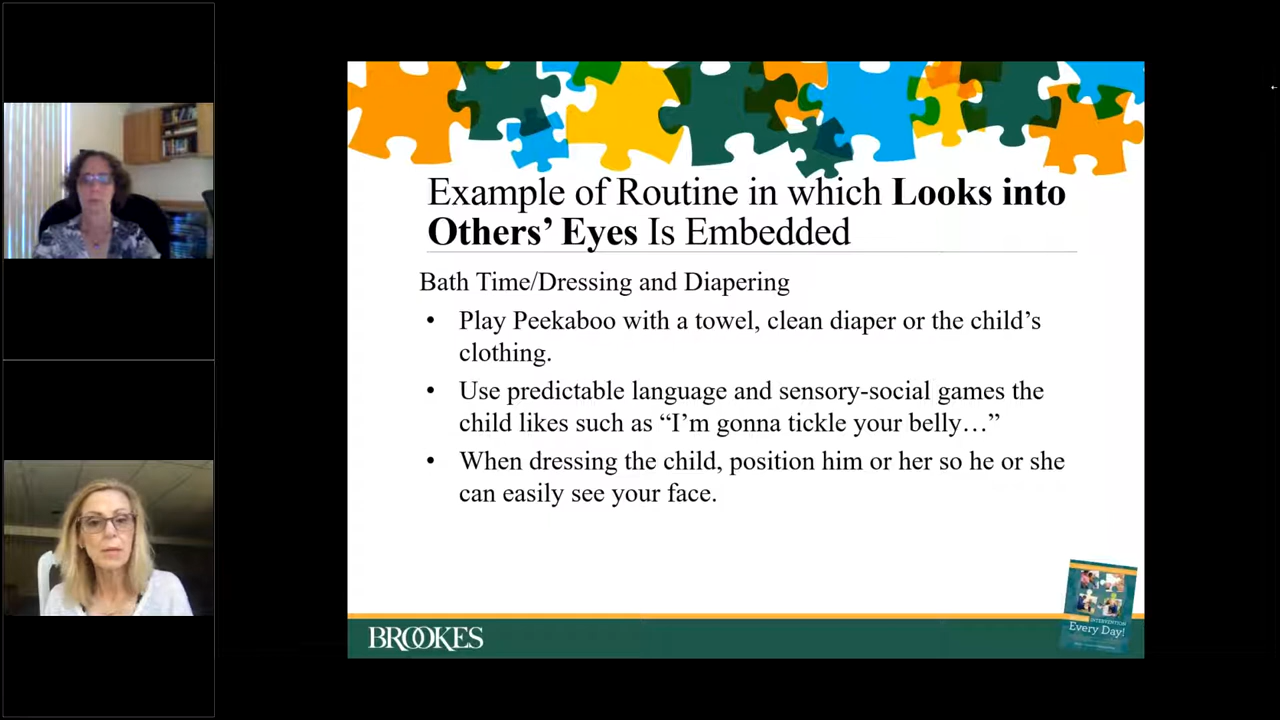 Example of Routine in which Looks into
Others’ Eyes Is Embedded
Bath Time/Dressing and Diapering
• Play Peekaboo with a towel, clean diaper or the child’s
clothing.
• Use predictable language and sensory-social games the
child likes such as “I’m gonna tickle your belly…”
• When dressing the child, position him or her so he or she
can easily see your face.
BROOKES
INTERVENTION
Every Day!